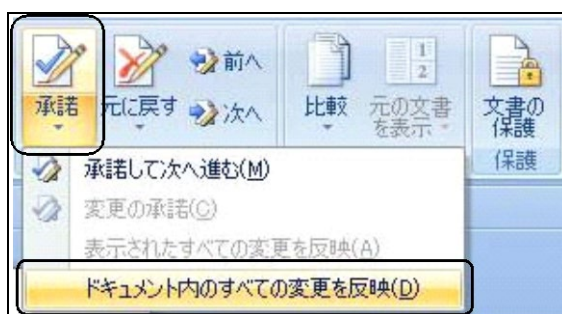 承諾
元に戻す
前へ
次へ
比較
1
2
元の文書
を表示
文書の
保護
保護
承諾して次へ進む(M)
変更の承諾(C)
表示されたすべての変更を反映(A)
ドキュメント内のすべての変更を反映(D)